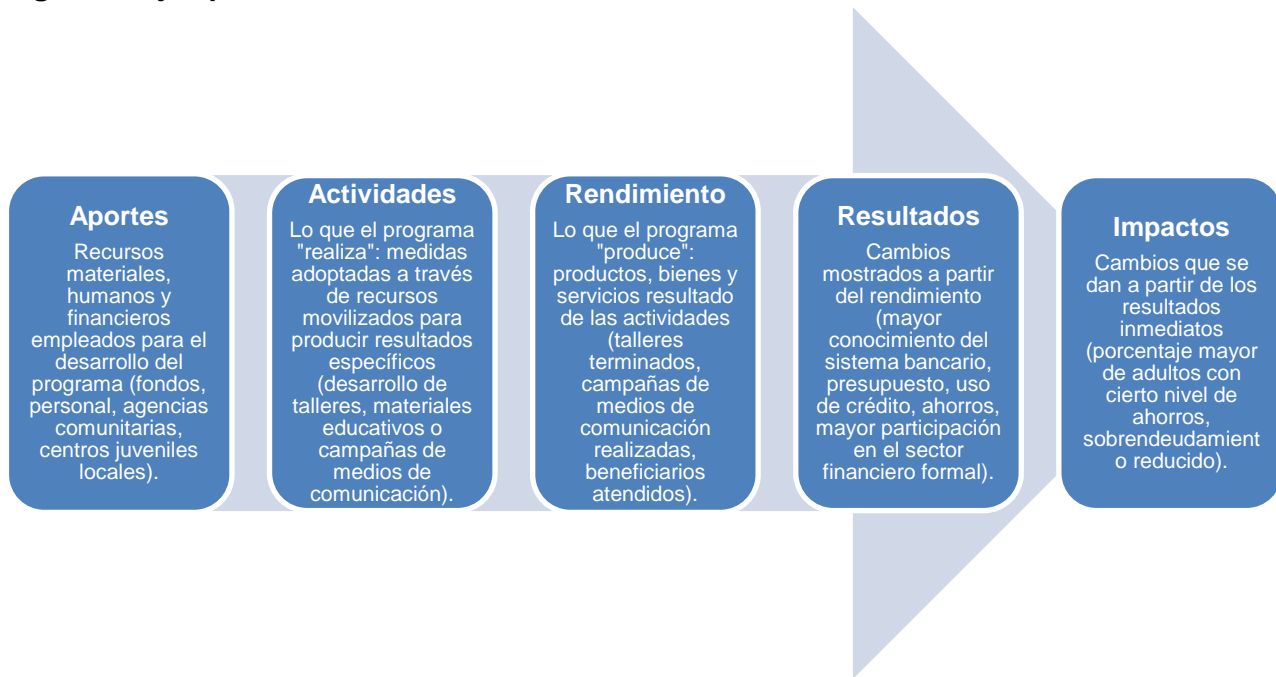 Aportes
Recursos
materiales,
humanos y
financieros
empleados para el
desarrollo del
programa (fondos,
personal, agencias
comunitarias,
centros juveniles
locales).
Actividades
Lo que el programa
"realiza": medidas
adoptadas a través
de recursos
movilizados para
producir resultados
específicos
(desarrollo de
talleres, materiales
educativos o
campañas de
medios de
comunicación).
Rendimiento
Lo que el programa
"produce":
productos, bienes y
servicios resultado
de las actividades
(talleres
terminados,
campañas de
medios de
comunicación
realizadas,
beneficiarios
atendidos).
Resultados
Cambios
mostrados a partir
del rendimiento
(mayor
conocimiento del
sistema bancario,
presupuesto, uso
de crédito, ahorros,
mayor participación
en el sector
financiero formal).
Impactos
Cambios que se
dan a partir de los
resultados
inmediatos
(porcentaje mayor
de adultos con
cierto nivel de
ahorros,
sobrendeudamient
o reducido).